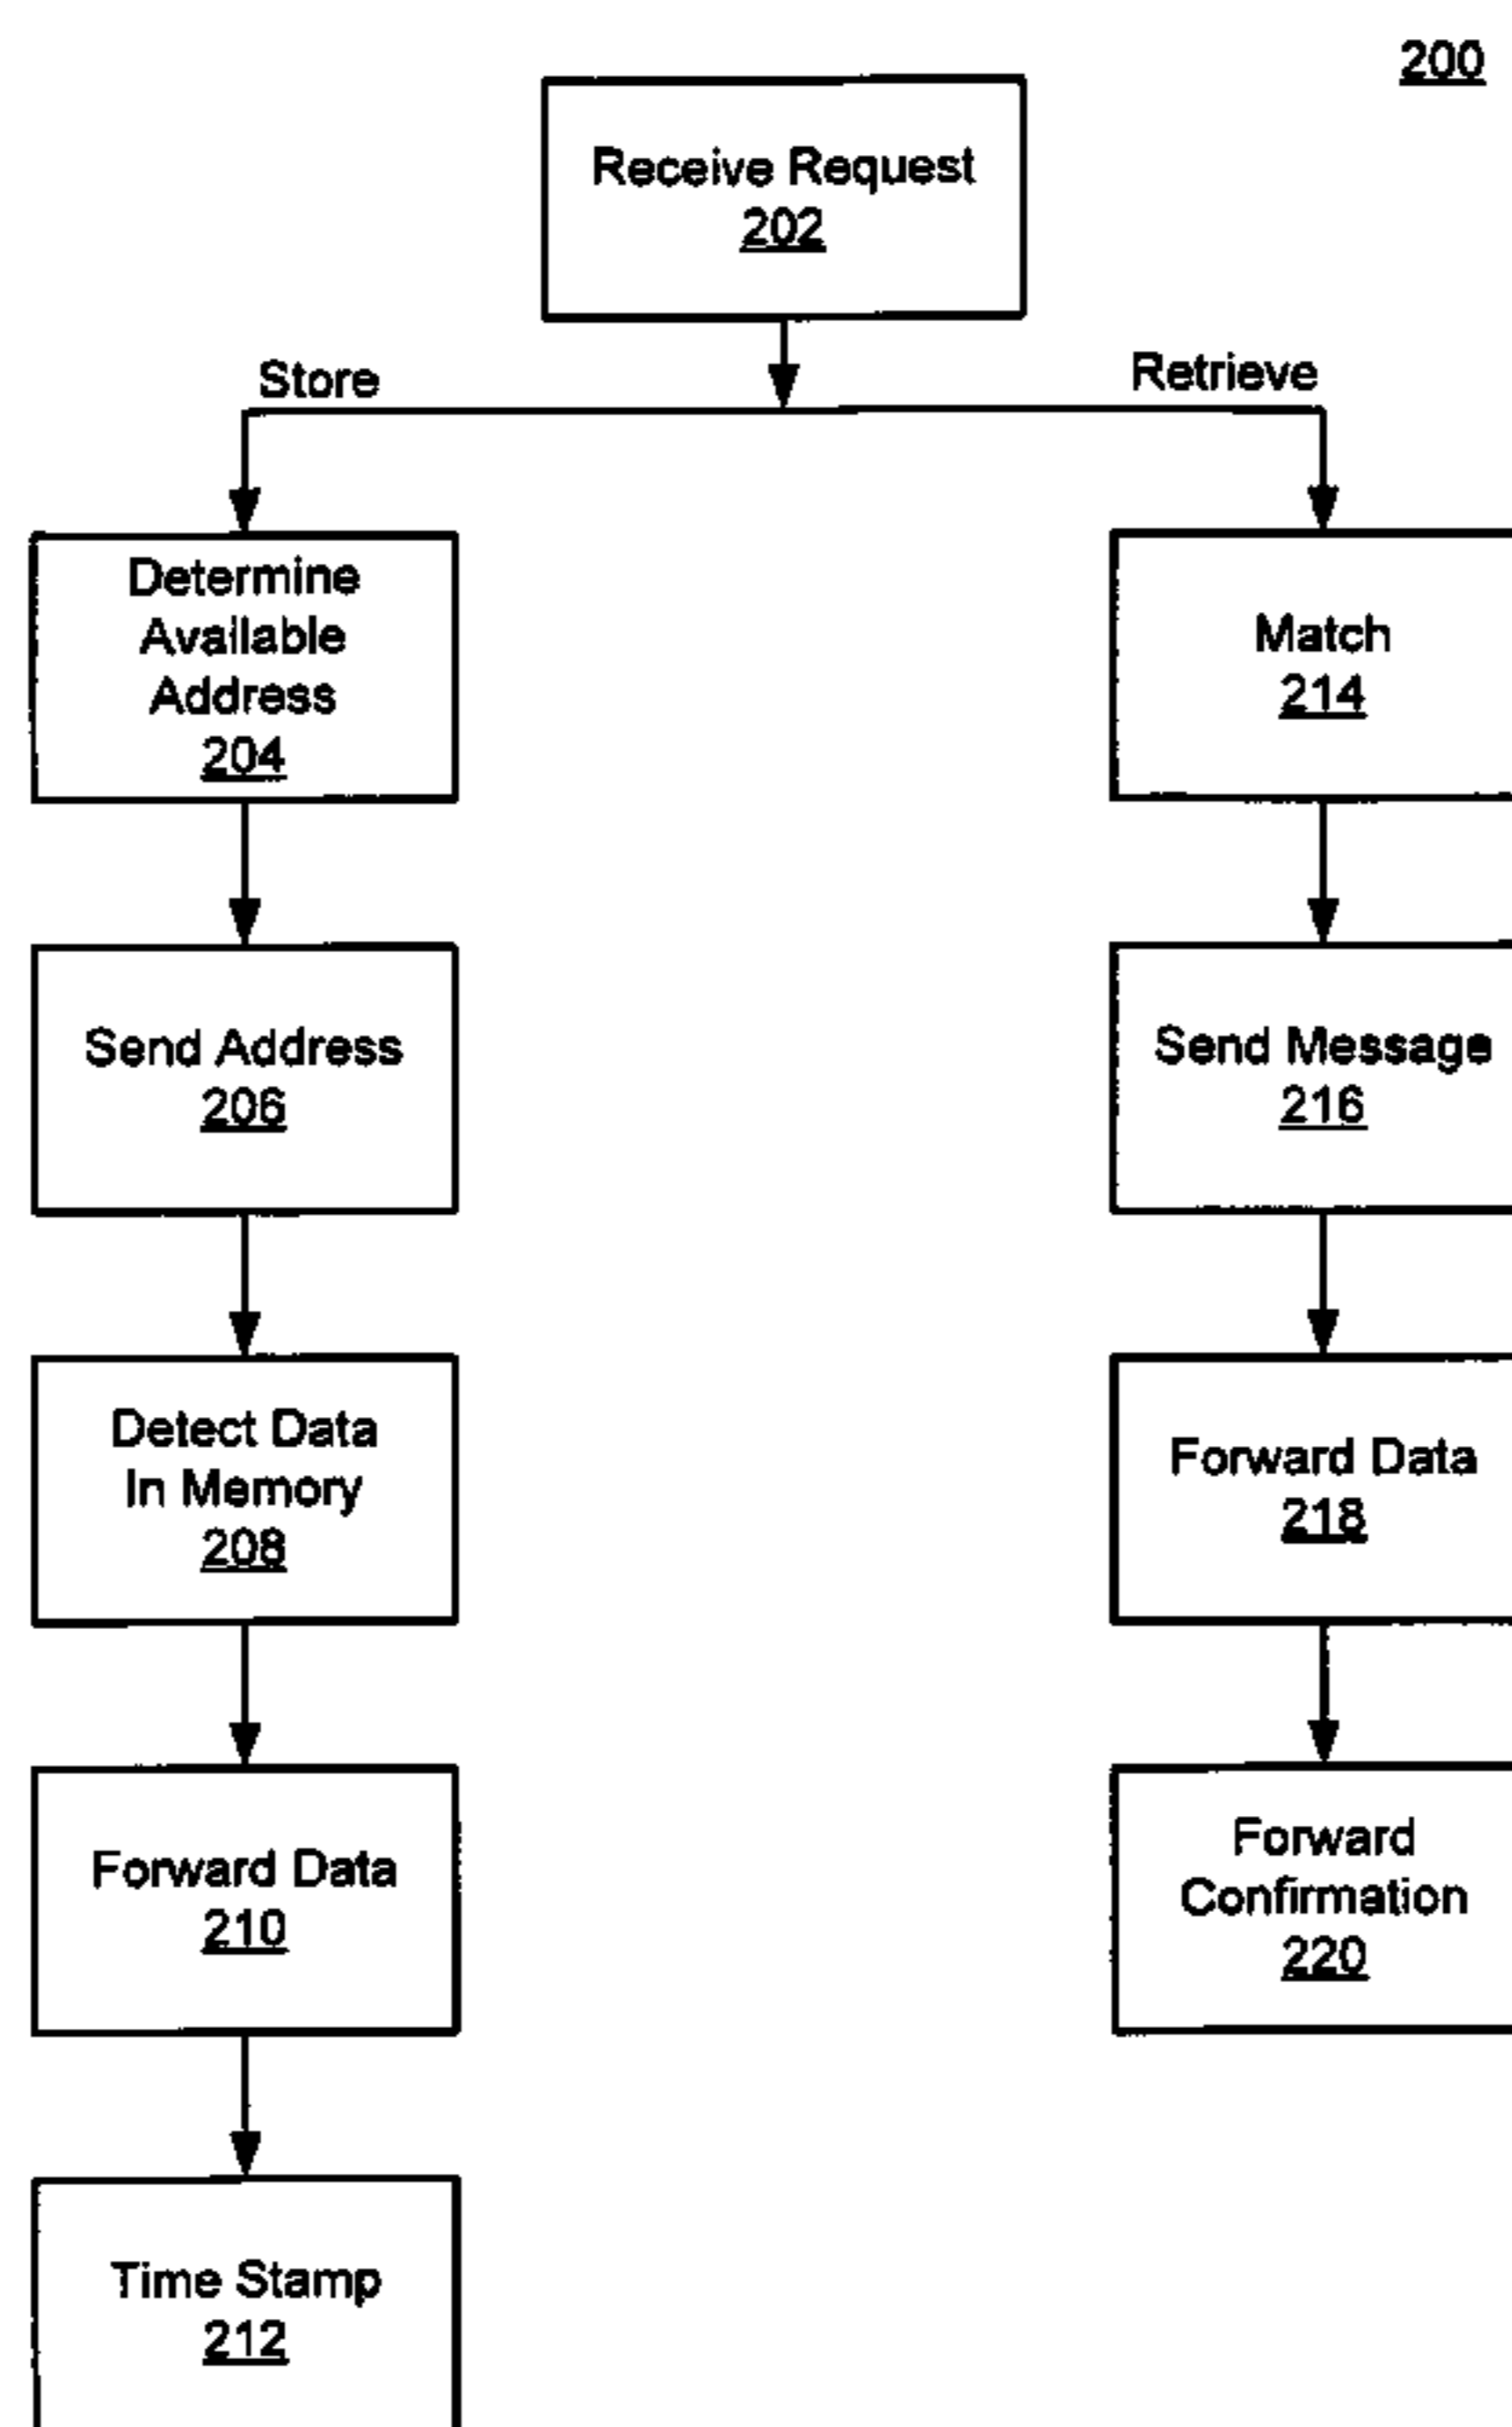 200
Receive Request
202
Store
Retrieve
Determine
Available
Address
204
Match
214
Send Address
206
Send Message
216
Detect Data
In Memory
208
Forward Data
218
Forward Data
210
Forward
Confirmation
220
Time Stamp
212